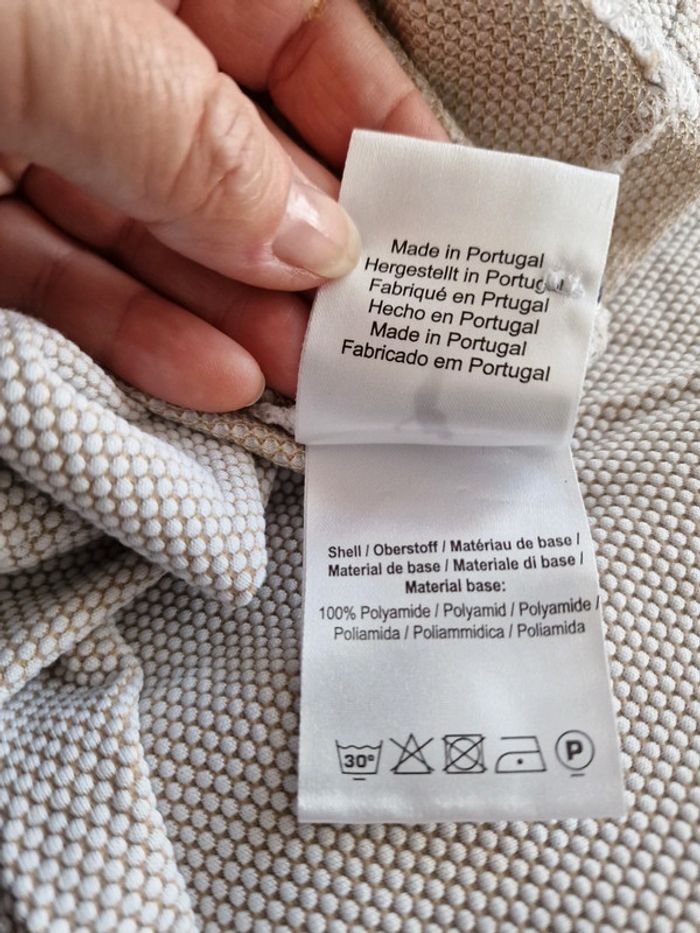 Made in Portugal
Hergestellt in Portugal
Fabriqué en Prtugal
Hecho en Portugal
Made in Portugal
Fabricado em Portugal
Shell / Oberstoff / Matériau de base /
Material de base / Materiale di base /
Material base:
100% Polyamide / Polyamid / Polyamide /
Poliamida / Poliammidica / Poliamida
30° P